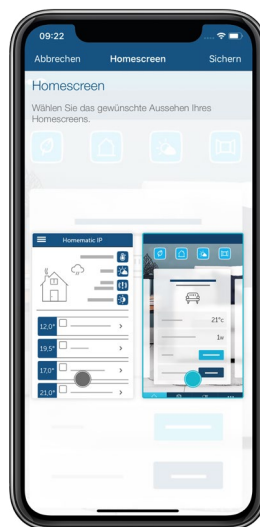 09:22
Abbrechen Homescreen Sichern
Homescreen
Wählen Sie das gewünschte Aussehen Ihres
Homescreens.
Homematic IP
12,0°
19,5°
17,0°
21,0°
21°c
1w